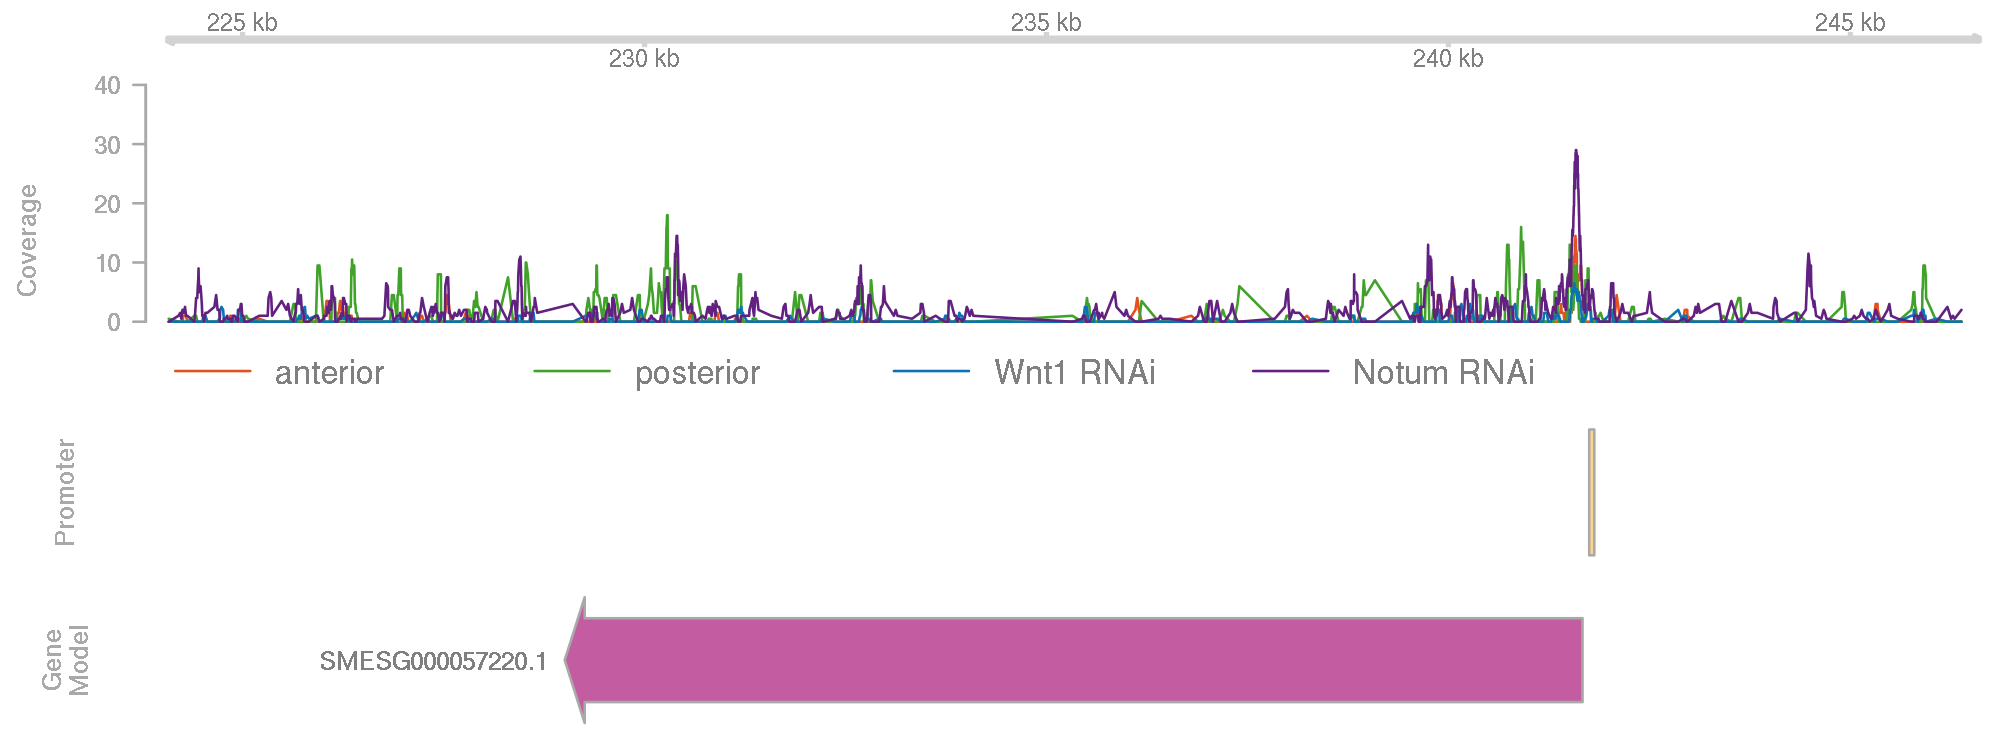 225 kb 235 kb 245 kb
230 kb 240 kb
40
30
20
10
0
Coverage
anterior posterior Wnt1 RNAi Notum RNAi
Promoter
Gene
Model
SMESG000057220.1